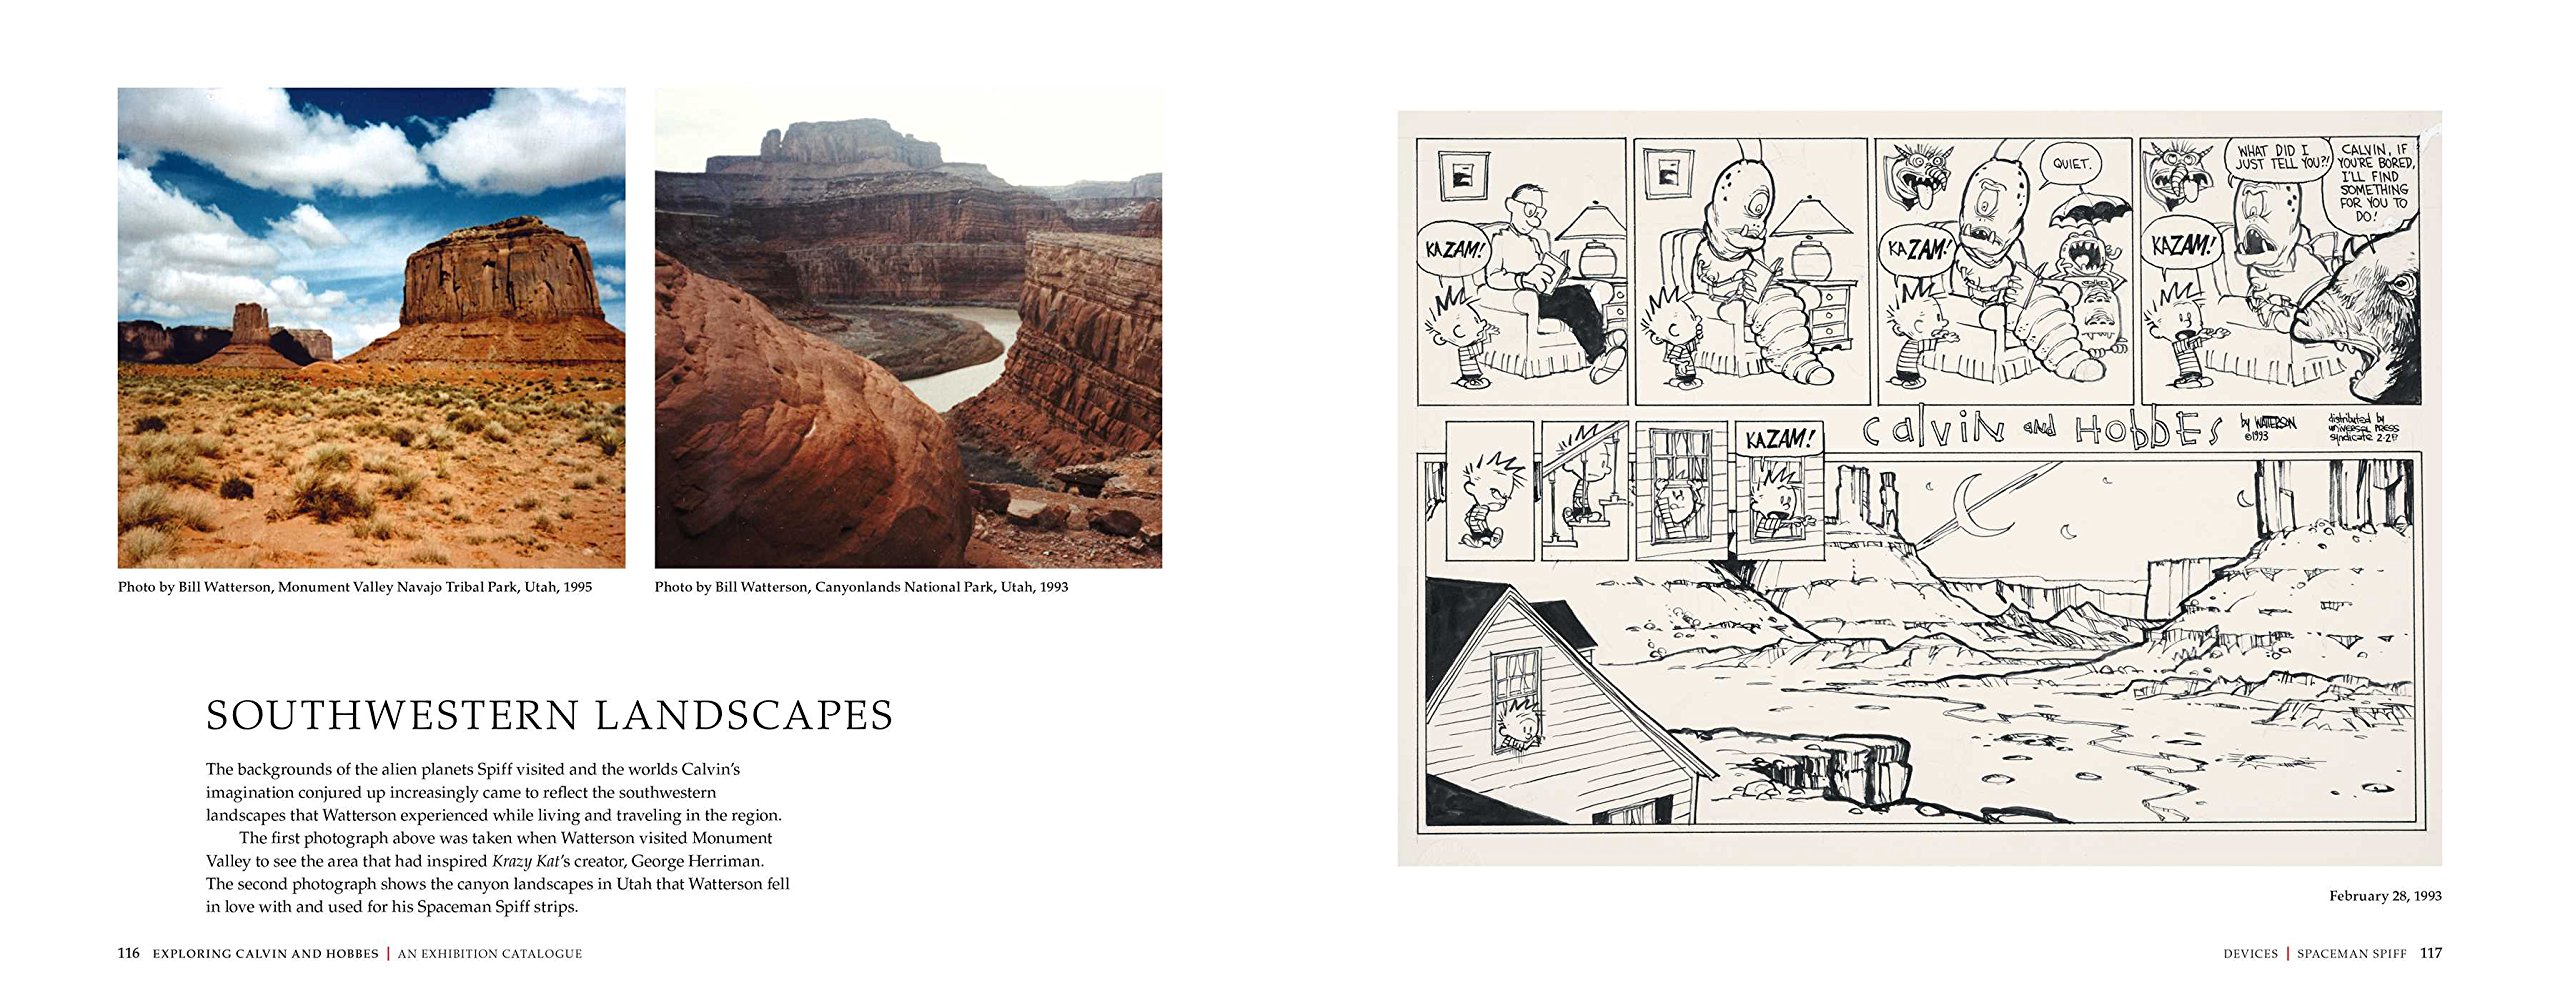 Photo by Bill Watterson, Monument Valley Navajo Tribal Park, Utah, 1995
Photo by Bill Watterson, Canyonlands National Park, Utah, 1993
SOUTHWESTERN LANDSCAPES
The backgrounds of the alien planets Spiff visited and the worlds Calvin’s
imagination conjured up increasingly came to reflect the southwestern
landscapes that Watterson experienced while living and traveling in the region.
The first photograph above was taken when Watterson visited Monument
Valley to see the area that had inspired Krazy Kat’s creator, George Herriman.
The second photograph shows the canyon landscapes in Utah that Watterson fell
in love with and used for his Spaceman Spiff strips.
116 EXPLORING CALVIN AND HOBBES | AN EXHIBITION CATALOGUE
KAZAM!
KAZAM!
QUIET.
KAZAM!
WHAT DID I
JUST TELL YOU?!
CALVIN, IF
YOU'RE BORED,
I'LL FIND
SOMETHING
FOR YOU TO
DO!
CALVIN AND HOBBES
by WATTERSON
©1993
distributed by
UNIVERSAL PRESS
Syndicate 2-28
KAZAM!
February 28, 1993
DEVICES | SPACEMAN SPIFF 117